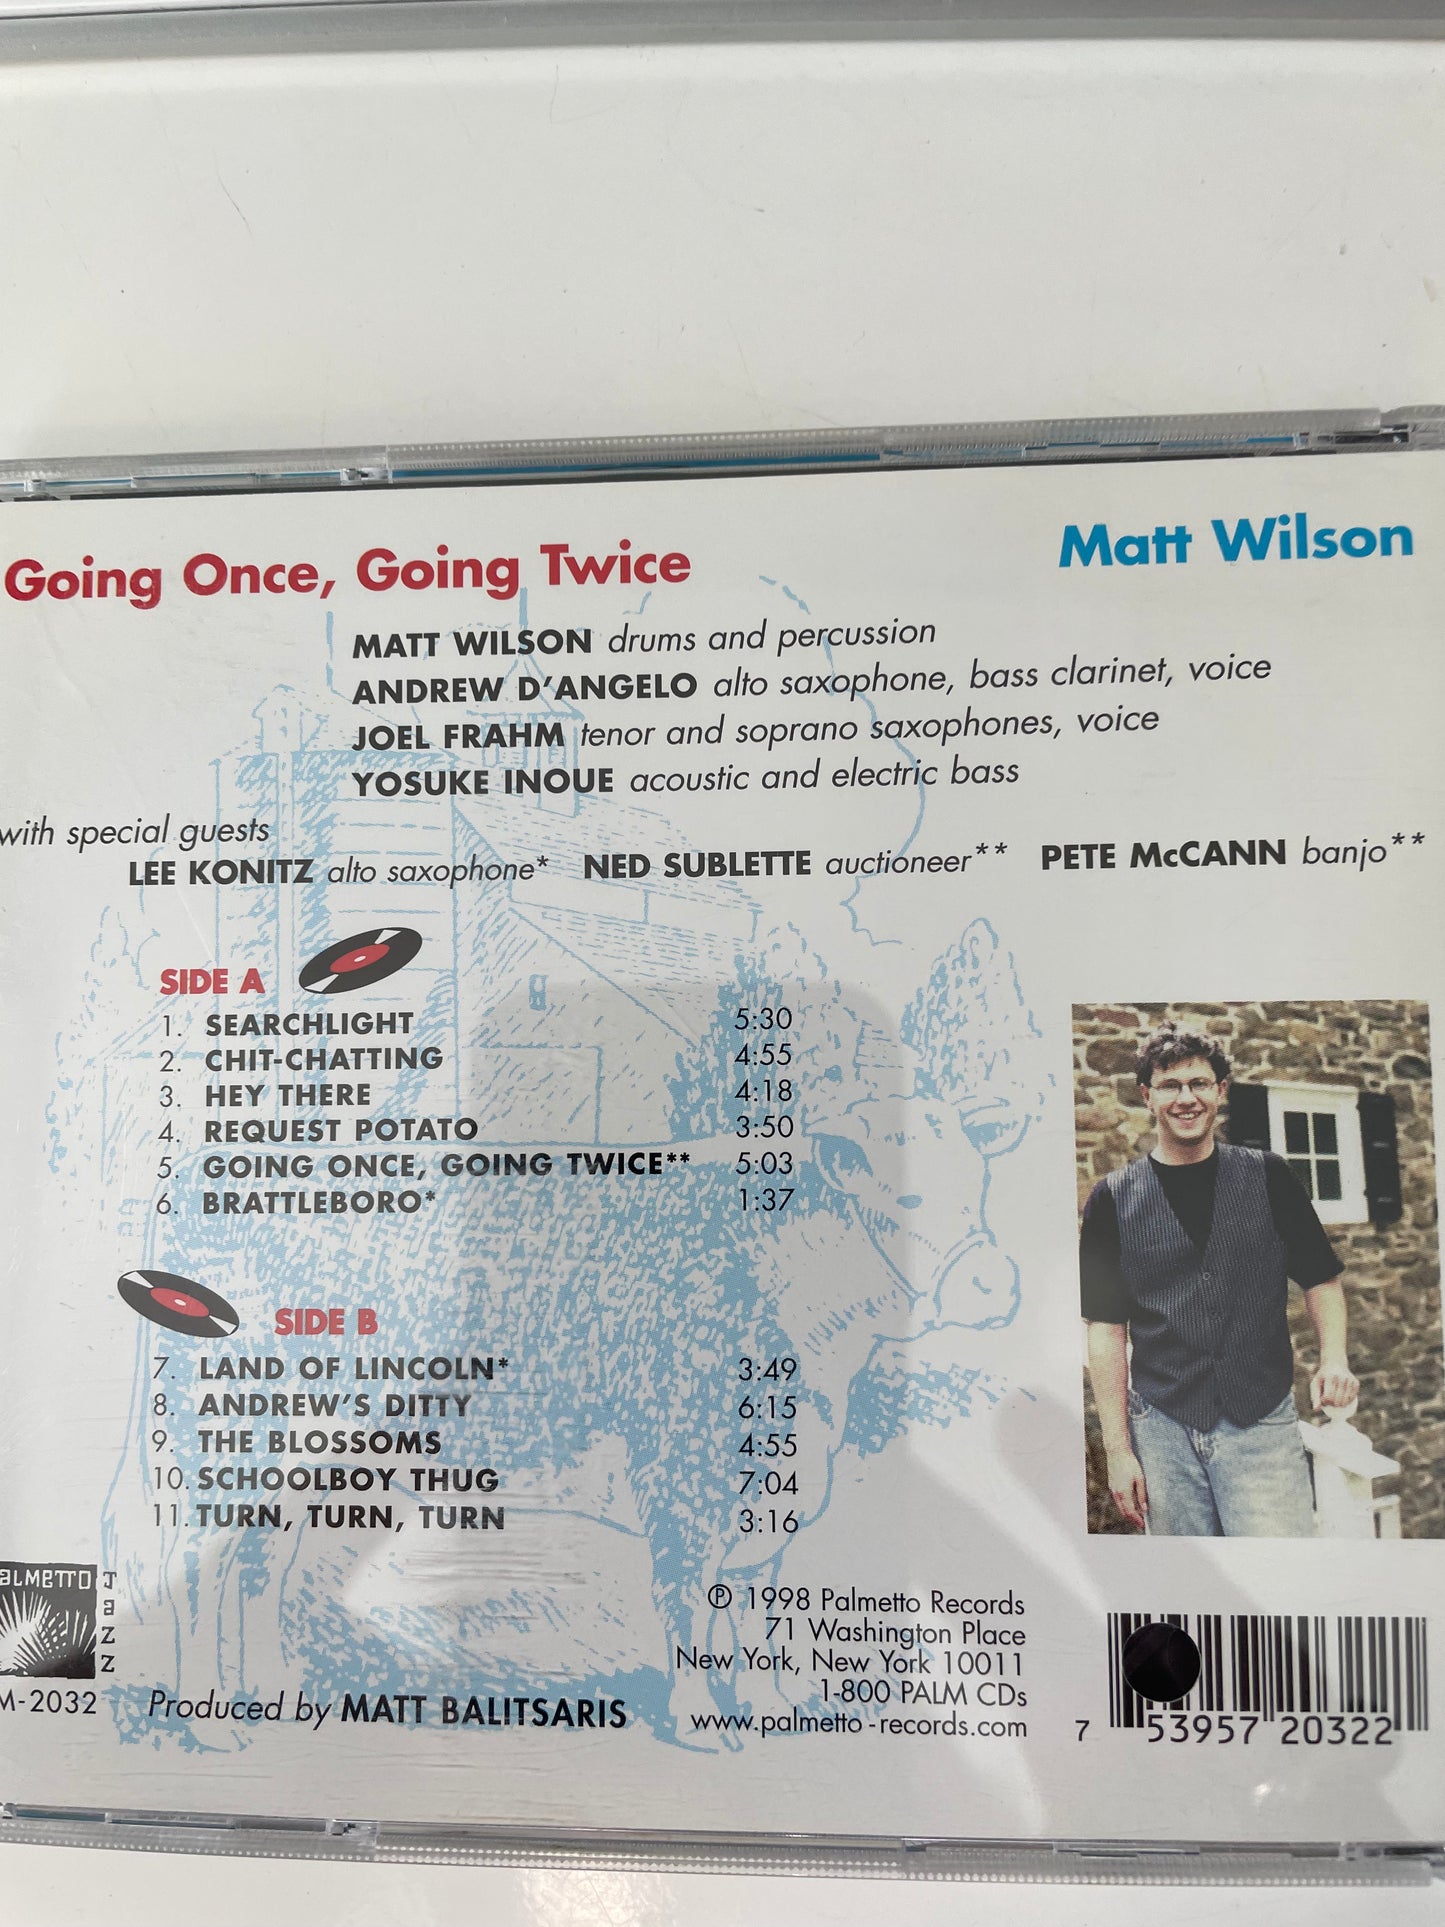 Going Once, Going Twice
Matt Wilson
MATT WILSON drums and percussion
ANDREW D'ANGELO alto saxophone, bass clarinet, voice
JOEL FRAHM tenor and soprano saxophones, voice
YOSUKE INOUE acoustic and electric bass
with special guests
LEE KONITZ alto saxophone* NED SUBLETTE auctioneer** PETE McCANN banjo**
SIDE A
1. SEARCHLIGHT 5:30
2. CHIT-CHATTING 4:55
3. HEY THERE 4:18
4. REQUEST POTATO 3:50
5. GOING ONCE, GOING TWICE** 5:03
6. BRATTLEBORO* 1:37
SIDE B
7. LAND OF LINCOLN* 3:49
8. ANDREW'S DITTY 6:15
9. THE BLOSSOMS 4:55
10. SCHOOLBOY THUG 7:04
11. TURN, TURN, TURN 3:16
ALMETTO JaZZ
M-2032
Produced by MATT BALITSARIS
℗ 1998 Palmetto Records
71 Washington Place
New York, New York 10011
1-800 PALM CDs
www.palmetto-records.com
7 53957 20322